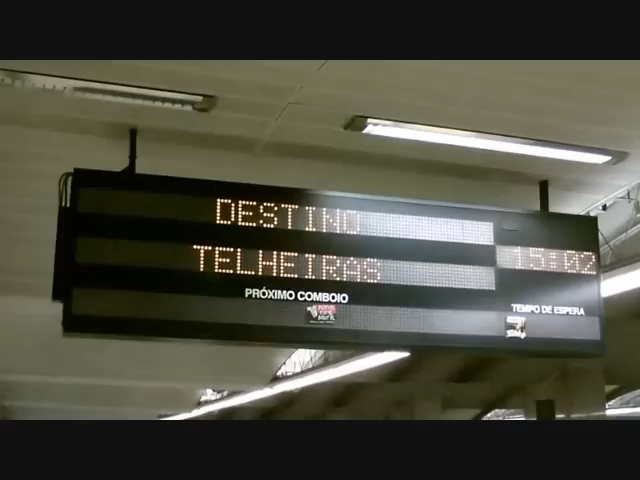 DESTINO
TELHEIRAS 15:02
PRÓXIMO COMBOIO
TEMPO DE ESPERA